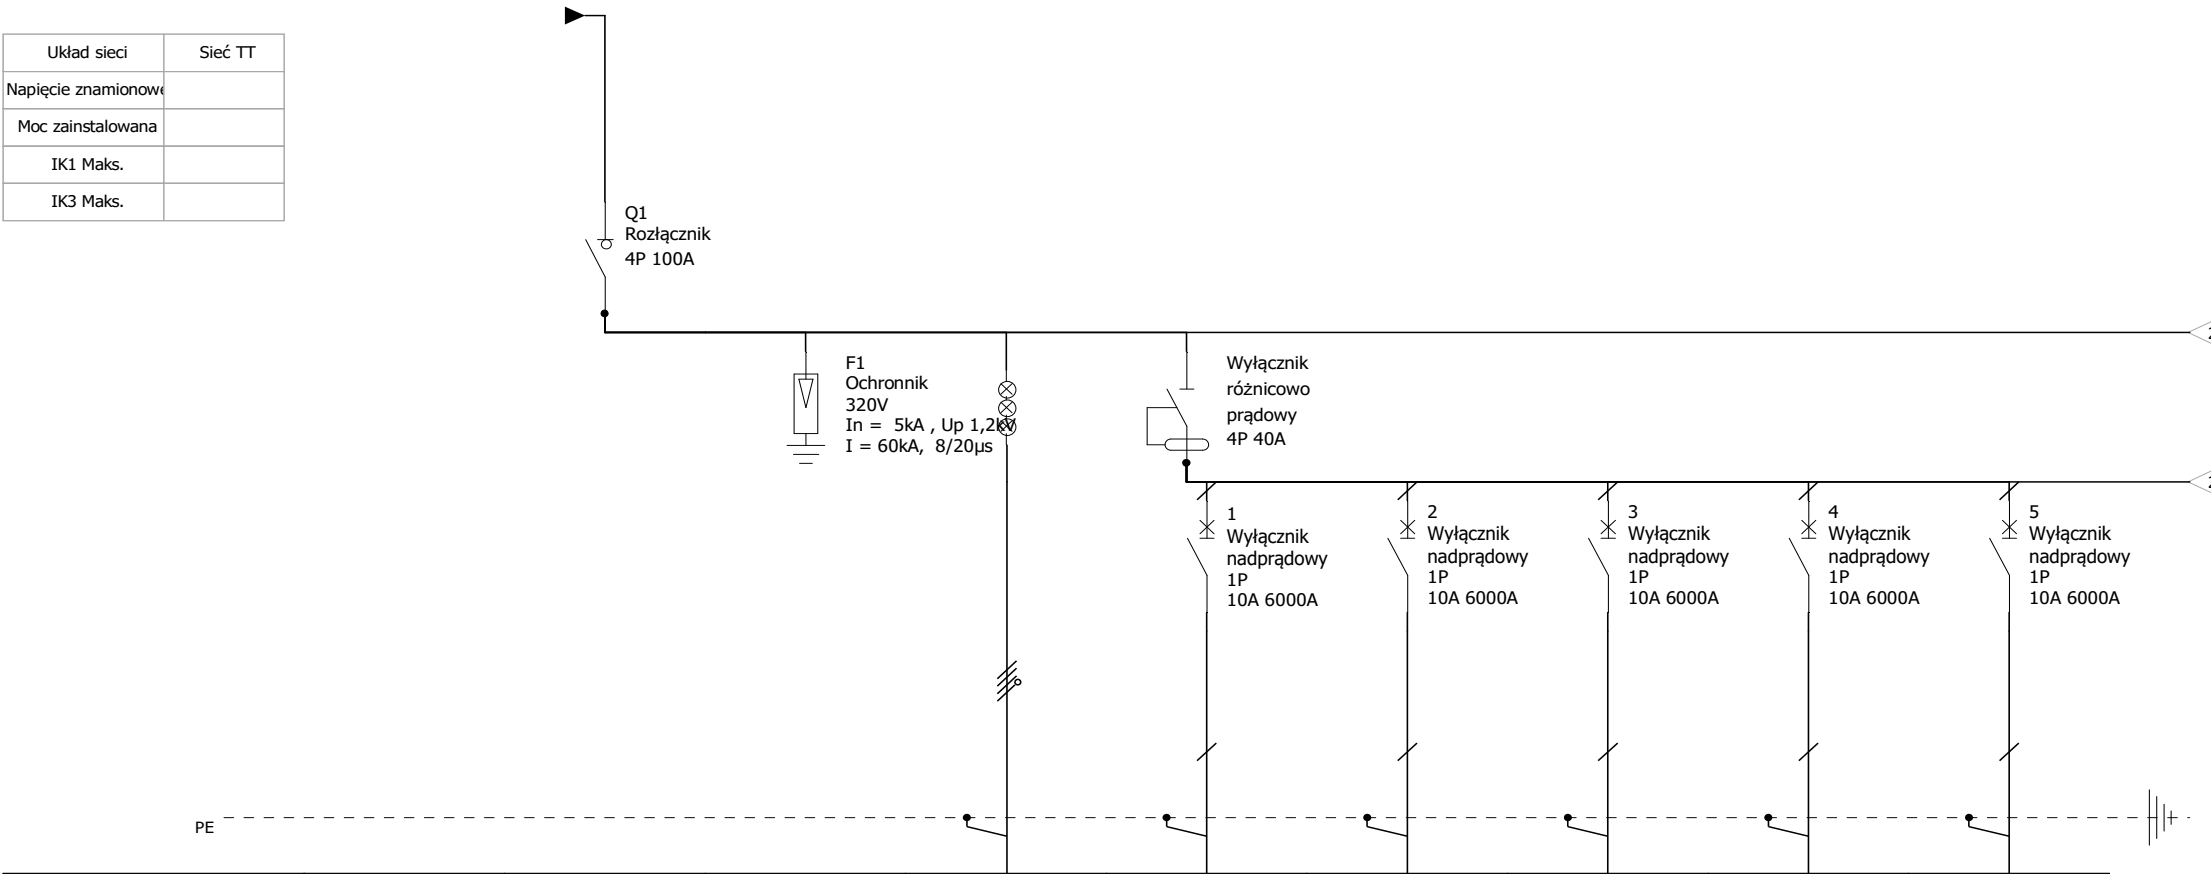 Układ sieci Sieć TT
Napięcie znamionowe
Moc zainstalowana
IK1 Maks.
IK3 Maks.
Q1
Rozłącznik
4P 100A
F1
Ochronnik
320V
In = 5kA , Up 1,2kV
I = 60kA, 8/20µs
Wyłącznik
różnicowo
prądowy
4P 40A
2
2
1
Wyłącznik
nadprądowy
1P
10A 6000A
2
Wyłącznik
nadprądowy
1P
10A 6000A
3
Wyłącznik
nadprądowy
1P
10A 6000A
4
Wyłącznik
nadprądowy
1P
10A 6000A
5
Wyłącznik
nadprądowy
1P
10A 6000A
PE